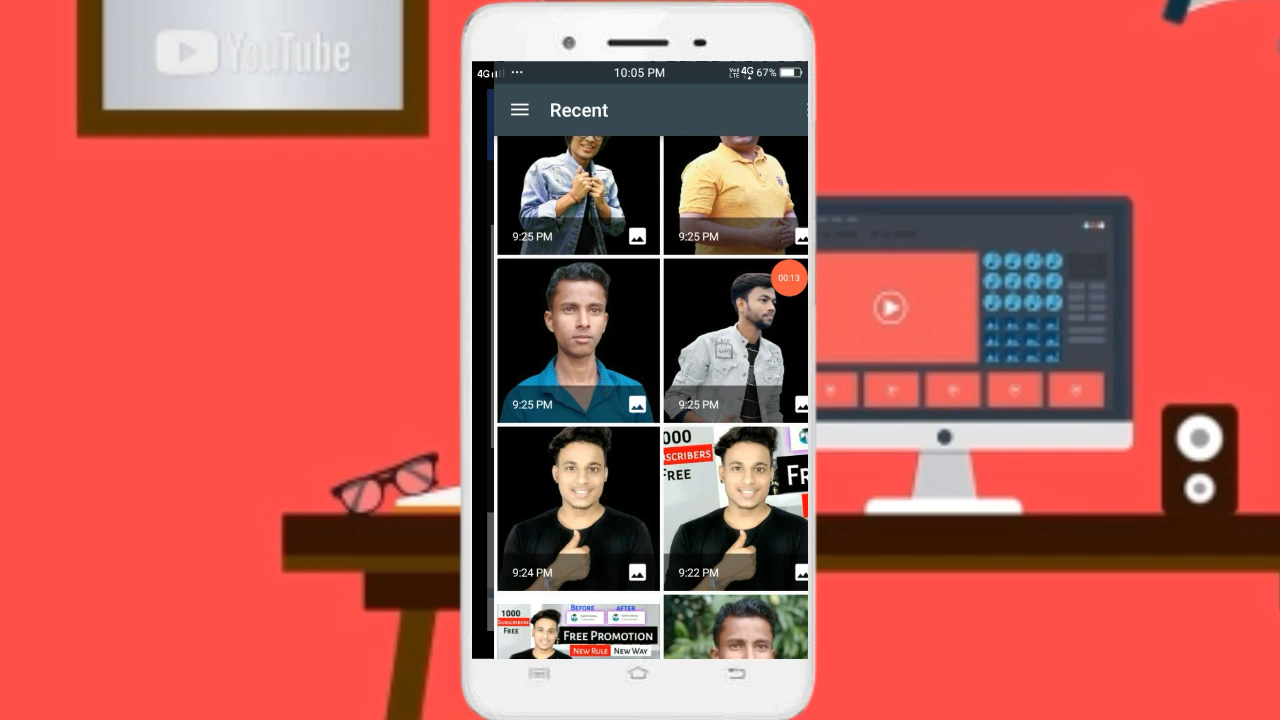 YouTube
4G
10:05 PM
4G 67%
Recent
9:25 PM
9:25 PM
00:13
9:25 PM
9:25 PM
000
SCRIBERS
FREE
FR
9:24 PM
9:22 PM
1000
SUBSCRIBERS
FREE
BEFORE
AFTER
FREE PROMOTION
NEW RULE NEW WAY